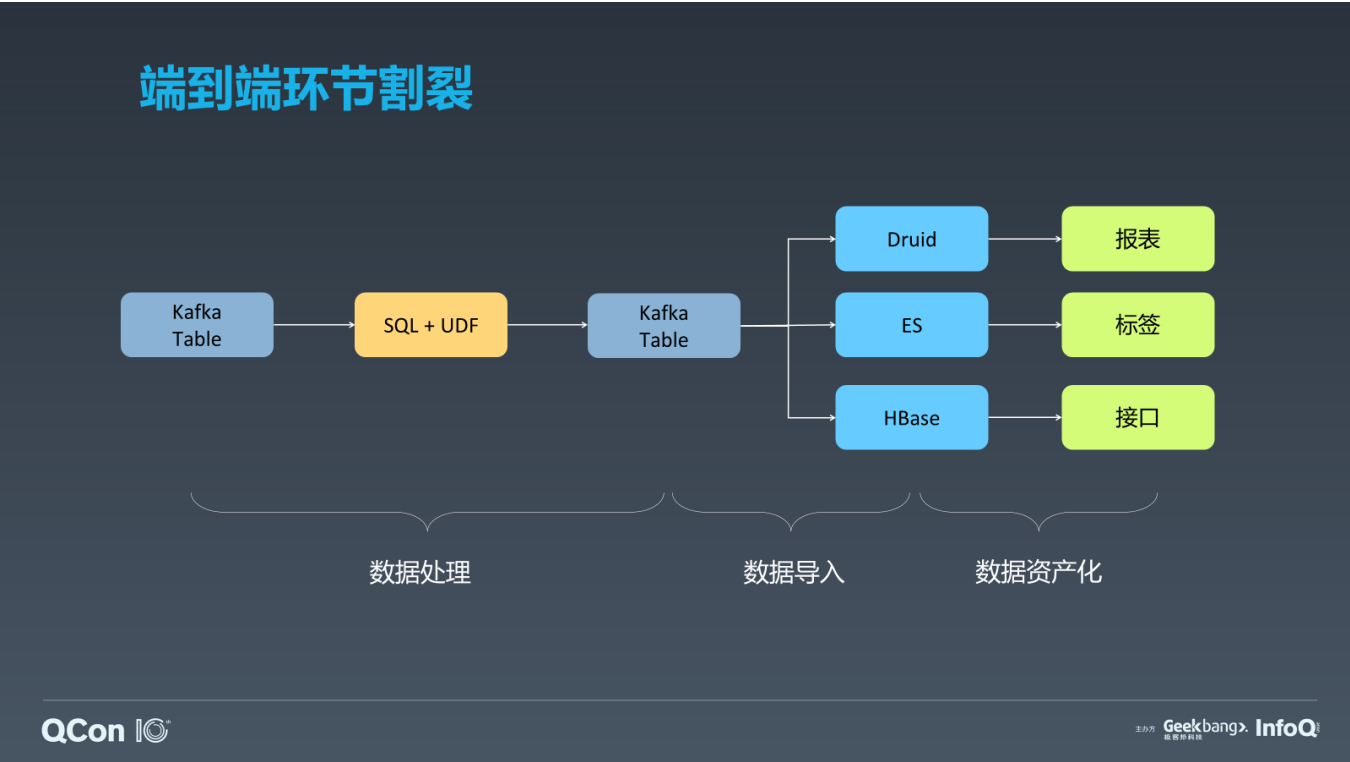 端到端环节割裂
Kafka
Table
SQL + UDF
Kafka
Table
Druid
报表
ES
标签
HBase
接口
数据处理
数据导入
数据资产化
QCon 10th
主办方 Geekbang>. InfoQ
极客邦科技